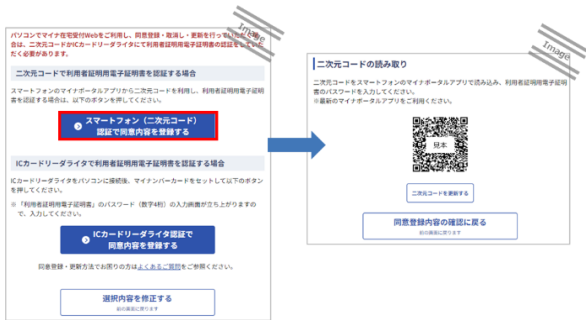 パソコンでマイナ在宅受付Webをご利用し、同意登録・取消し・更新を行っていただく場
合は、二次元コードかICカードリーダライタにて利用者証明用電子証明書の認証をしていた
だく必要があります。
二次元コードで利用者証明用電子証明書を認証する場合
スマートフォンのマイナポータルアプリから二次元コードを利用し、利用者証明用電子証明
書を認証する場合は、以下のボタンを押してください。
スマートフォン（二次元コード）
認証で同意内容を登録する
ICカードリーダライタで利用者証明用電子証明書を認証する場合
ICカードリーダライタをパソコンに接続後、マイナンバーカードをセットして以下のボタン
を押してください。
※ 「利用者証明用電子証明書」のパスワード（数字4桁）の入力画面が立ち上がりますの
で、入力してください。
ICカードリーダライタ認証で
同意内容を登録する
同意登録・更新方法でお困りの方はよくあるご質問をご参照ください。
選択内容を修正する
前の画面に戻ります
Image
二次元コードの読み取り
二次元コードをスマートフォンのマイナポータルアプリで読み込み、利用者証明用電子証明
書のパスワードを入力してください。
※最新のマイナポータルアプリをご利用ください。
見本
二次元コードを更新する
同意登録内容の確認に戻る
前の画面に戻ります
Image